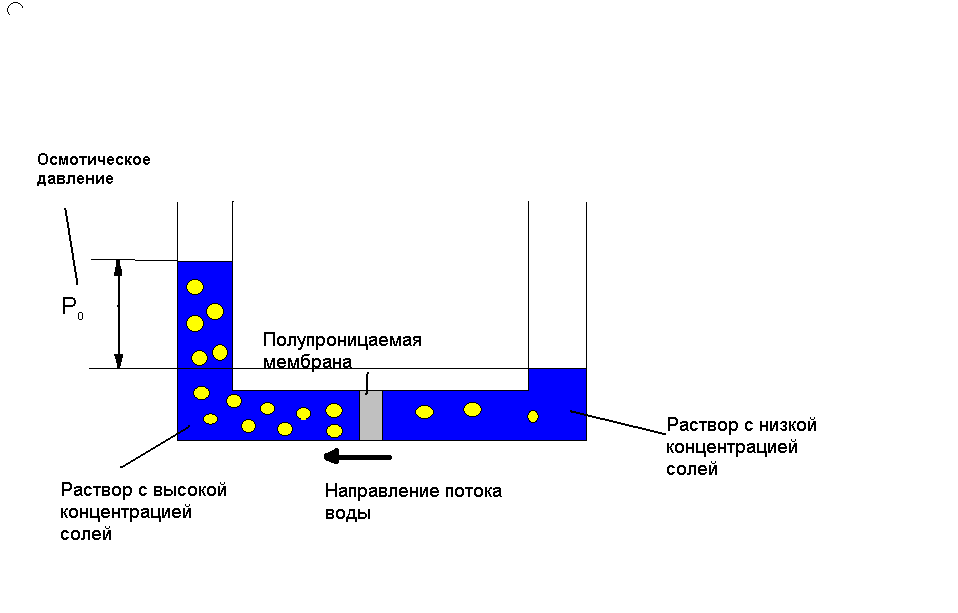 Осмотическое
давление
P₀
Полупроницаемая
мембрана
Раствор с низкой
концентрацией
солей
Раствор с высокой
концентрацией
солей
Направление потока
воды